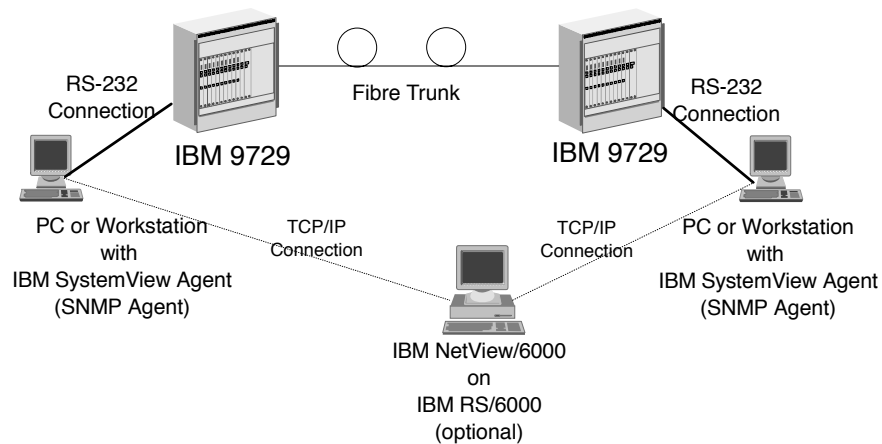 RS-232
Connection
Fibre Trunk
RS-232
Connection
IBM 9729
IBM 9729
PC or Workstation
with
IBM SystemView Agent
(SNMP Agent)
TCP/IP
Connection
TCP/IP
Connection
PC or Workstation
with
IBM SystemView Agent
(SNMP Agent)
IBM NetView/6000
on
IBM RS/6000
(optional)